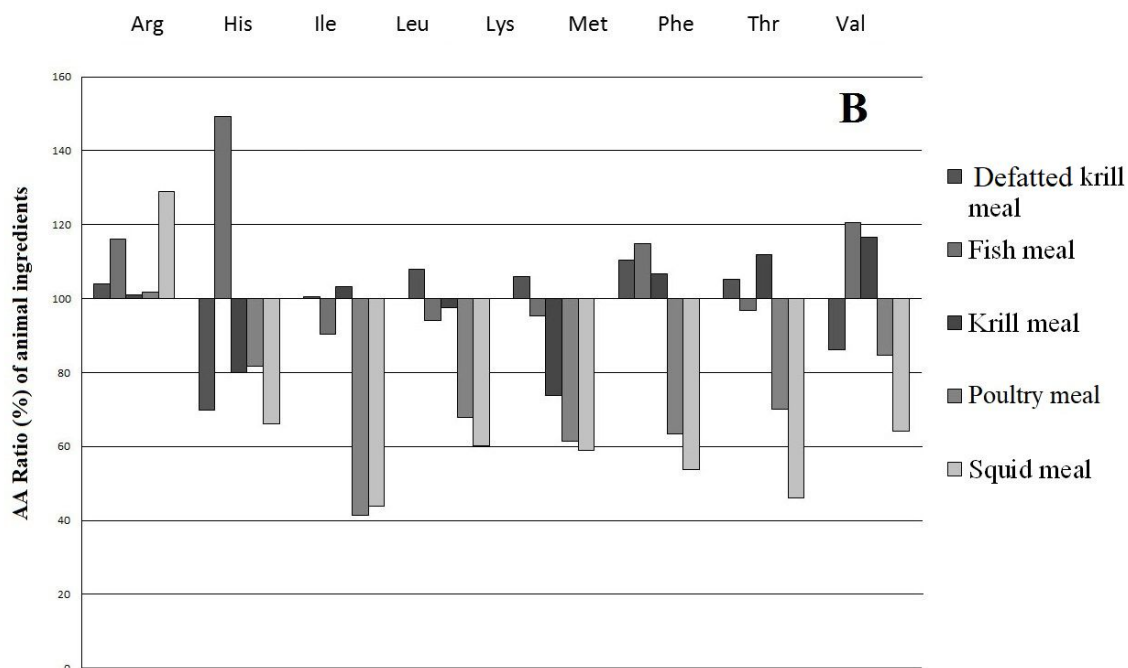 Arg His Ile Leu Lys Met Phe Thr Val
B
AA Ratio (%) of animal ingredients
160
140
120
100
80
60
40
20
0
Defatted krill
meal
Fish meal
Krill meal
Poultry meal
Squid meal